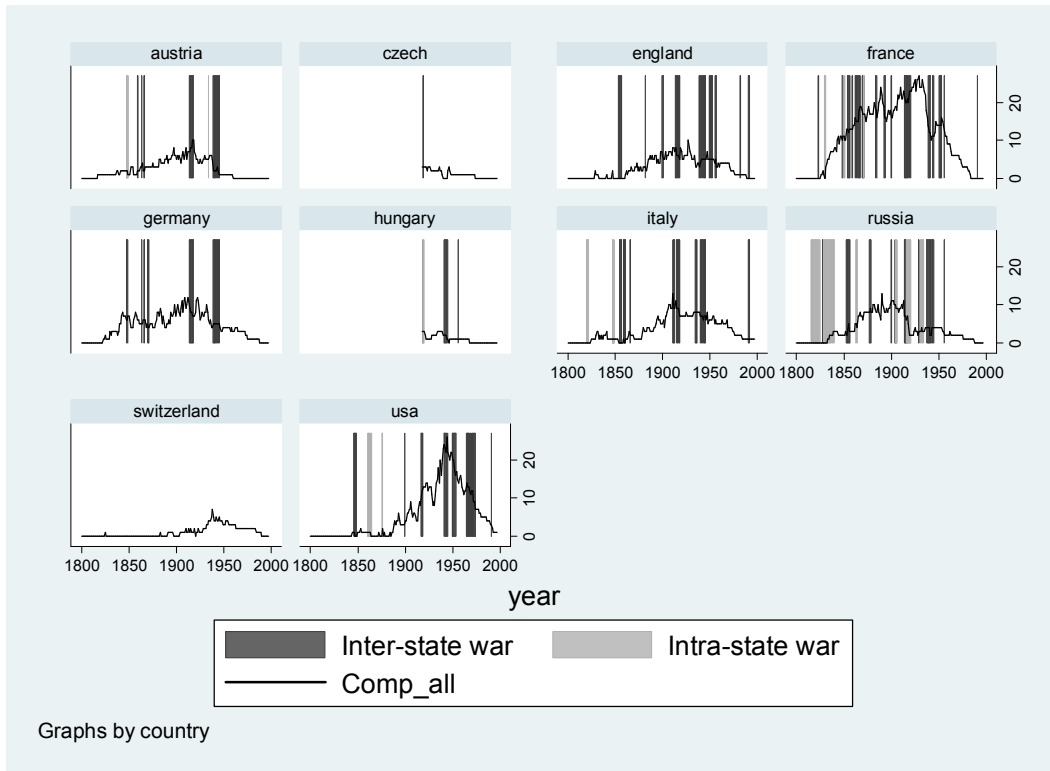 austria
czech
england
france
0 10 20
germany
hungary
italy
russia
0 10 20
1800 1850 1900 1950 2000 1800 1850 1900 1950 2000
switzerland
usa
0 10 20
1800 1850 1900 1950 2000 1800 1850 1900 1950 2000
year
Inter-state war
Intra-state war
Comp_all
Graphs by country